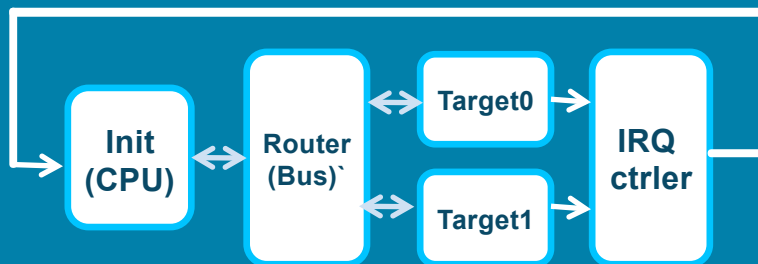 Init
(CPU)
Router
(Bus)`
Target0
Target1
IRQ
ctrler